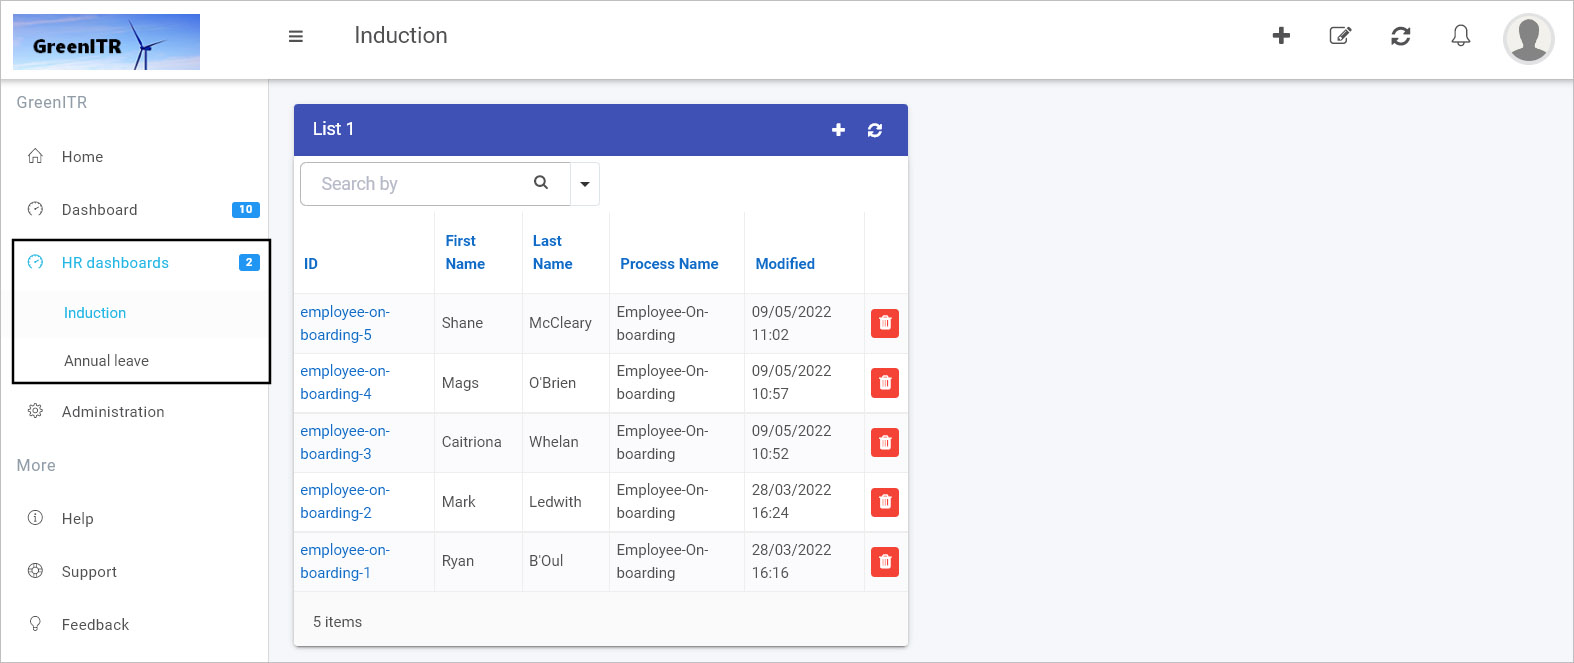 GreenITR
Induction
GreenITR
Home
Dashboard 10
HR dashboards 2
Induction
Annual leave
Administration
More
Help
Support
Feedback
List 1
Search by
ID First Name Last Name Process Name Modified
employee-on-boarding-5 Shane McCleary Employee-On-boarding 09/05/2022 11:02
employee-on-boarding-4 Mags O'Brien Employee-On-boarding 09/05/2022 10:57
employee-on-boarding-3 Caitriona Whelan Employee-On-boarding 09/05/2022 10:52
employee-on-boarding-2 Mark Ledwith Employee-On-boarding 28/03/2022 16:24
employee-on-boarding-1 Ryan B'Oul Employee-On-boarding 28/03/2022 16:16
5 items